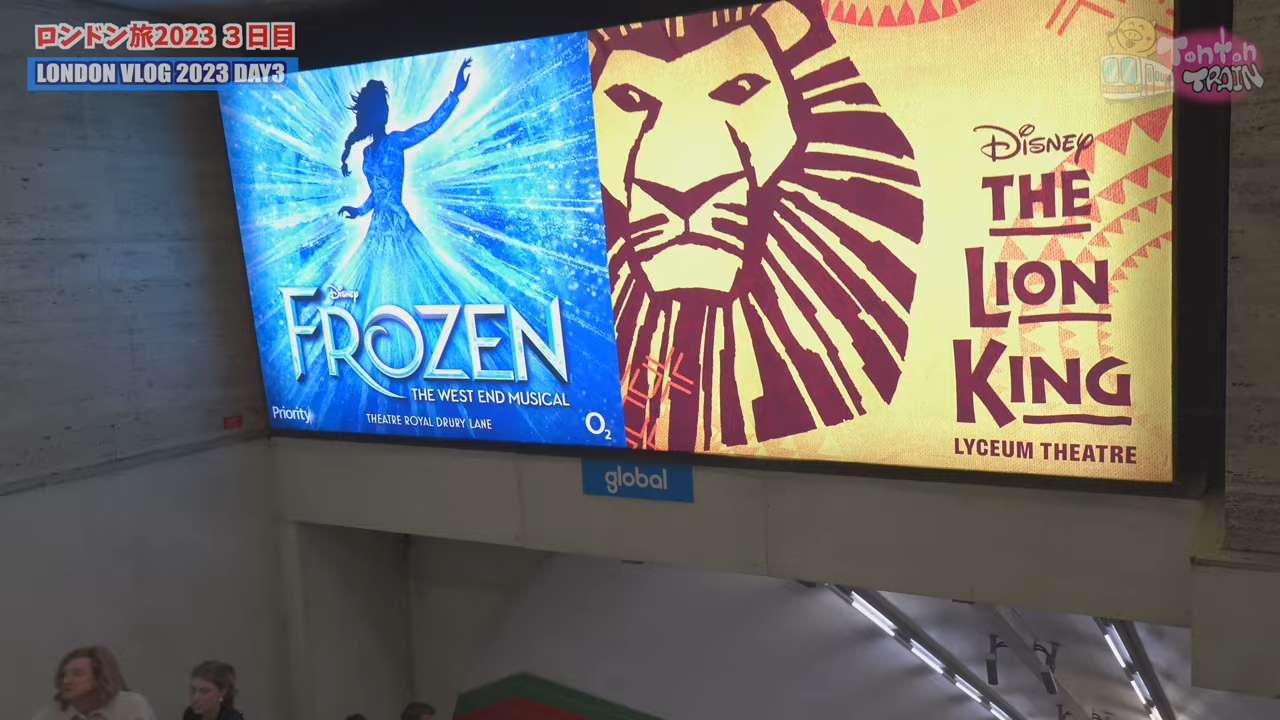 ロンドン旅2023 3日目
LONDON VLOG 2023 DAY3
TonTon
TRAIN
Disney
FROZEN
THE WEST END MUSICAL
THEATRE ROYAL DRURY LANE
Priority
O2
Disney
THE
LION
KING
LYCEUM THEATRE
global